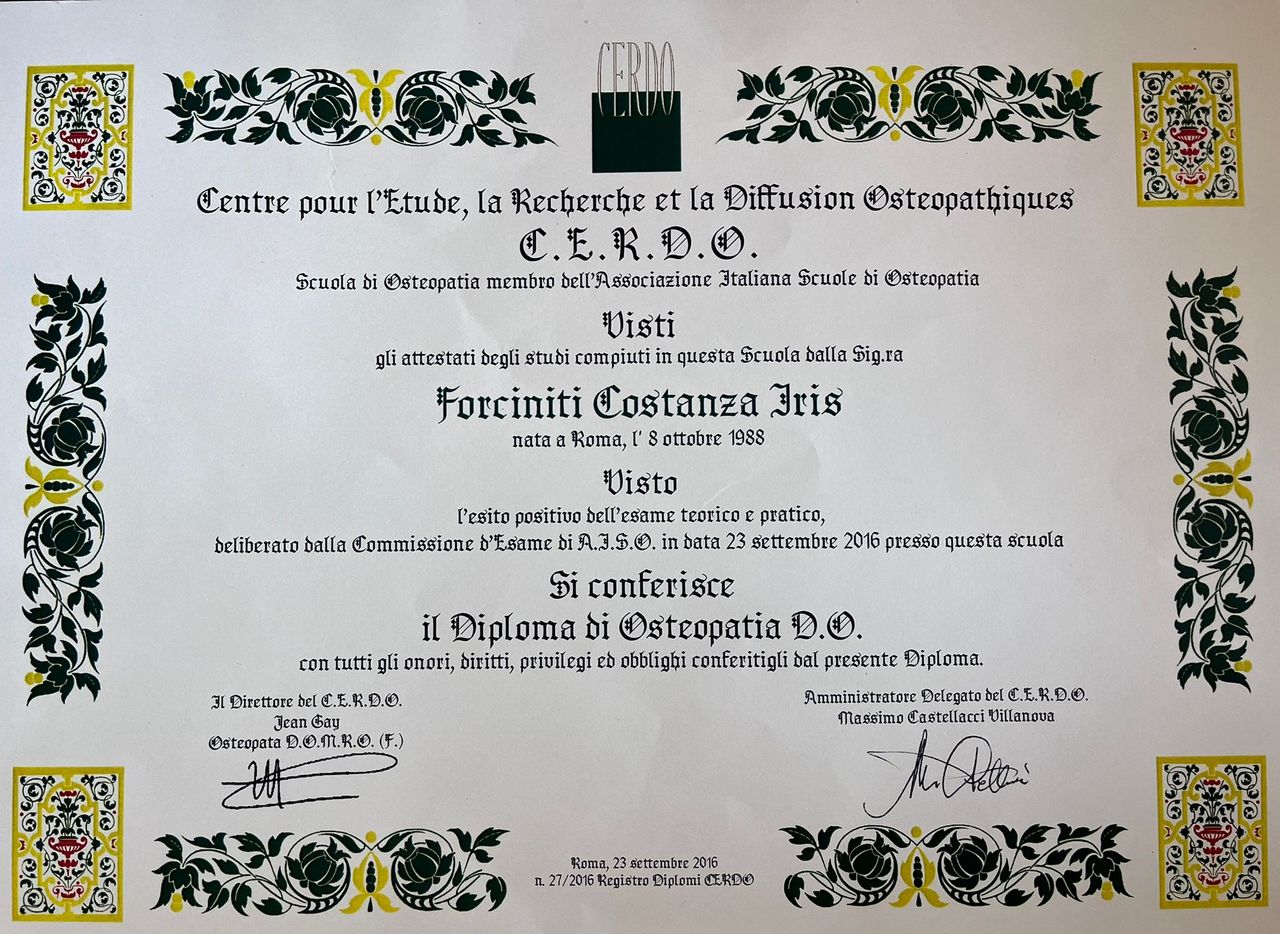 CERDO
Centre pour l'Etude, la Recherche et la Diffusion Osteopathiques
C.E.R.D.O.
Scuola di Osteopatia membro dell'Associazione Italiana Scuole di Osteopatia
Visti
gli attestati degli studi compiuti in questa Scuola dalla Sig.ra
Forciniti Costanza Iris
nata a Roma, l' 8 ottobre 1988
Visto
l'esito positivo dell'esame teorico e pratico,
deliberato dalla Commissione d'Esame di A.I.S.O. in data 23 settembre 2016 presso questa scuola
Si conferisce
il Diploma di Osteopatia D.O.
con tutti gli onori, diritti, privilegi ed obblighi conferitigli dal presente Diploma.
Il Direttore del C.E.R.D.O.
Jean Gay
Osteopata D.O.M.R.O. (F.)
Amministratore Delegato del C.E.R.D.O.
Massimo Castellacci Villanova
Roma, 23 settembre 2016
n. 27/2016 Registro Diplomi CERDO